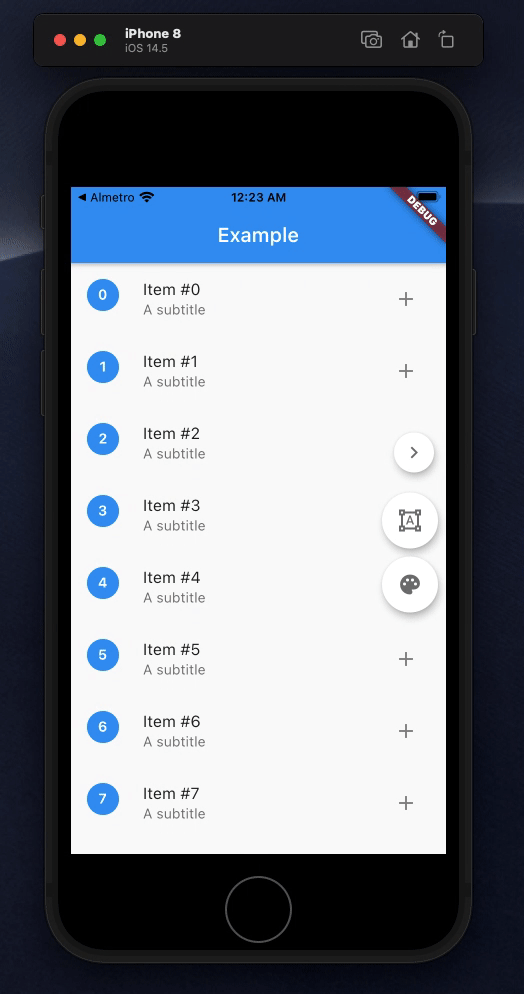 iPhone 8
iOS 14.5
Almetro
12:23 AM
DEBUG
Example
0
Item #0
A subtitle
1
Item #1
A subtitle
2
Item #2
A subtitle
3
Item #3
A subtitle
A
4
Item #4
A subtitle
5
Item #5
A subtitle
6
Item #6
A subtitle
7
Item #7
A subtitle